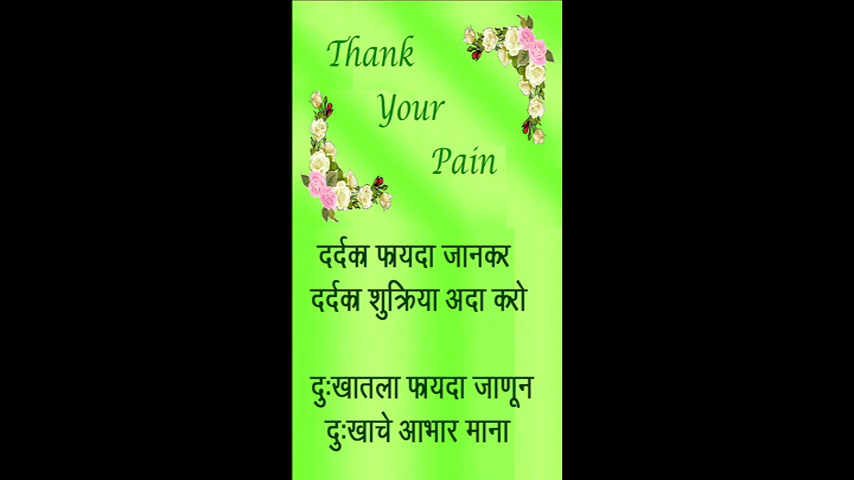 Thank
Your
Pain
दर्दका फायदा जानकर
दर्दका शुक्रिया अदा करो
दुःखातला फायदा जाणून
दुःखाचे आभार माना